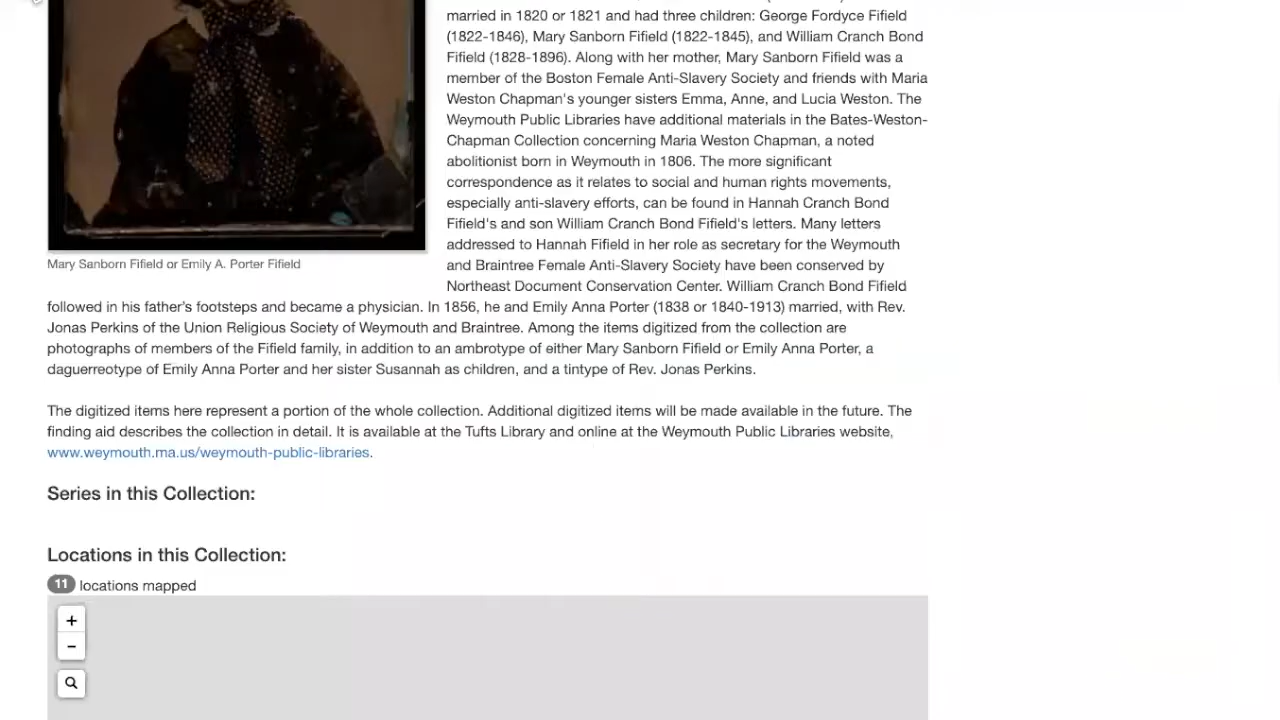 married in 1820 or 1821 and had three children: George Fordyce Fifield
(1822-1846), Mary Sanborn Fifield (1822-1845), and William Cranch Bond
Fifield (1828-1896). Along with her mother, Mary Sanborn Fifield was a
member of the Boston Female Anti-Slavery Society and friends with Maria
Weston Chapman's younger sisters Emma, Anne, and Lucia Weston. The
Weymouth Public Libraries have additional materials in the Bates-Weston-
Chapman Collection concerning Maria Weston Chapman, a noted
abolitionist born in Weymouth in 1806. The more significant
correspondence as it relates to social and human rights movements,
especially anti-slavery efforts, can be found in Hannah Cranch Bond
Fifield's and son William Cranch Bond Fifield's letters. Many letters
addressed to Hannah Fifield in her role as secretary for the Weymouth
and Braintree Female Anti-Slavery Society have been conserved by
Northeast Document Conservation Center. William Cranch Bond Fifield
Mary Sanborn Fifield or Emily A. Porter Fifield
followed in his father's footsteps and became a physician. In 1856, he and Emily Anna Porter (1838 or 1840-1913) married, with Rev.
Jonas Perkins of the Union Religious Society of Weymouth and Braintree. Among the items digitized from the collection are
photographs of members of the Fifield family, in addition to an ambrotype of either Mary Sanborn Fifield or Emily Anna Porter, a
daguerreotype of Emily Anna Porter and her sister Susannah as children, and a tintype of Rev. Jonas Perkins.
The digitized items here represent a portion of the whole collection. Additional digitized items will be made available in the future. The
finding aid describes the collection in detail. It is available at the Tufts Library and online at the Weymouth Public Libraries website,
www.weymouth.ma.us/weymouth-public-libraries.
Series in this Collection:
Locations in this Collection:
11 locations mapped
+
−